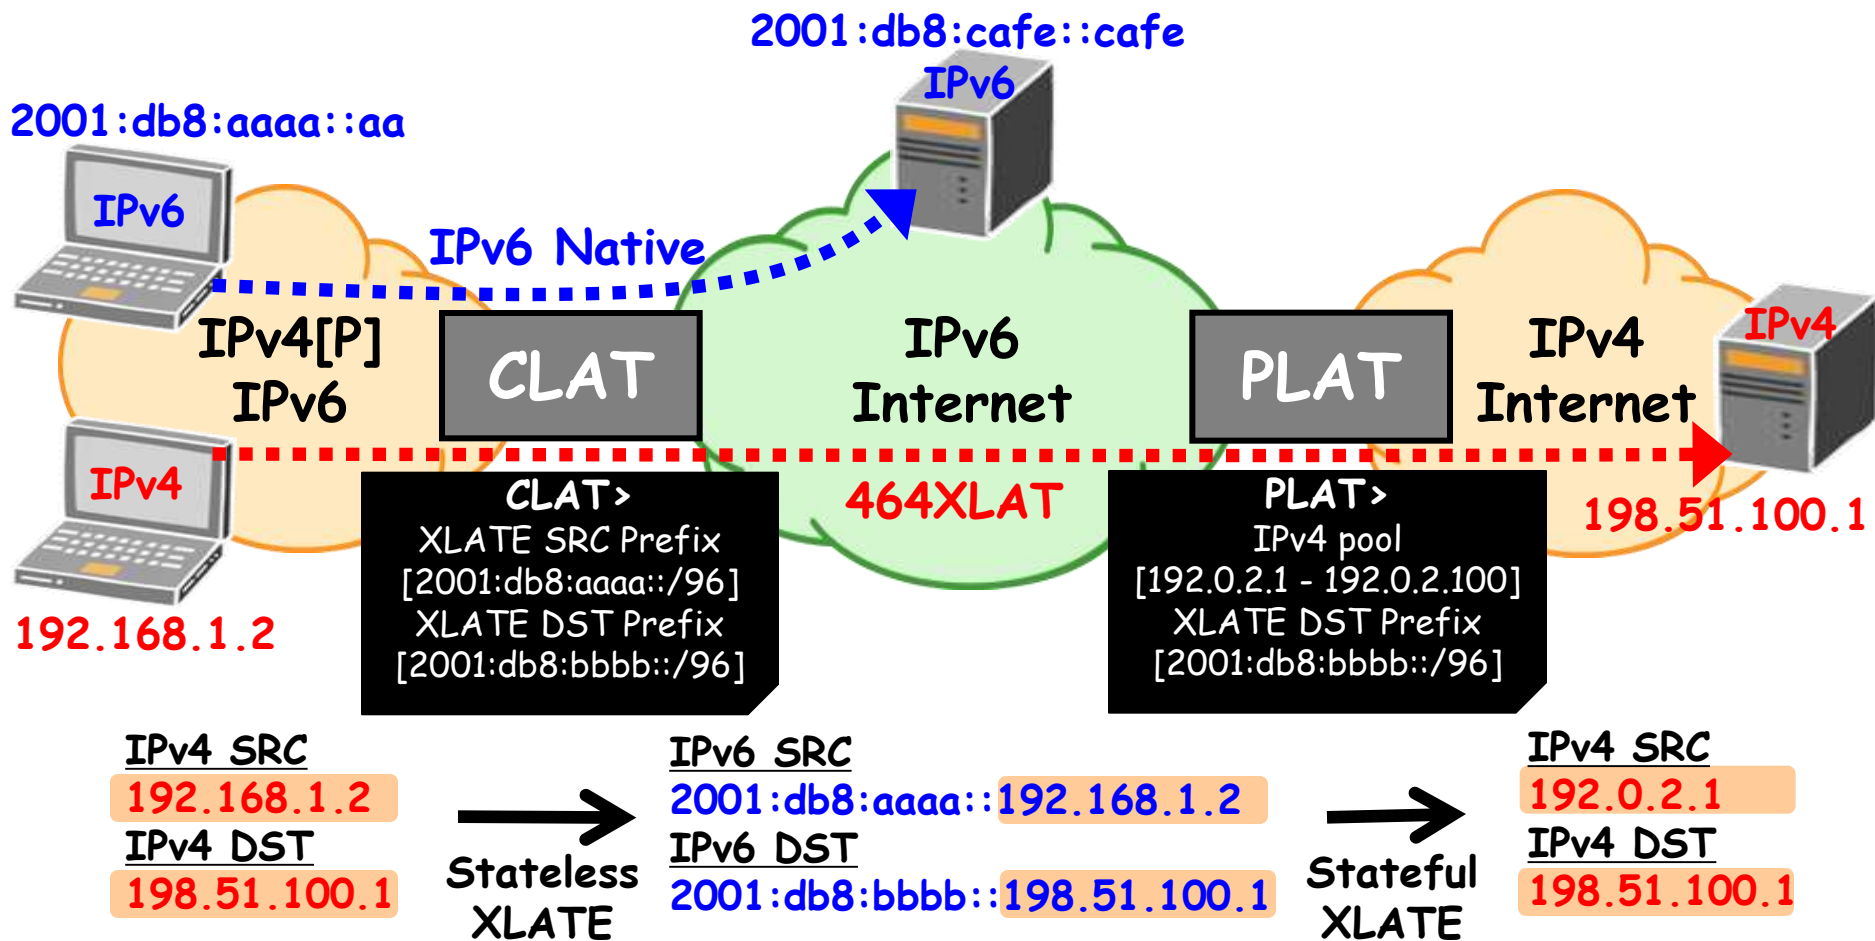 2001:db8:cafe::cafe
IPv6
2001:db8:aaaa::aa
IPv6
IPv6 Native
IPv4[P]
IPv6
CLAT
IPv6
Internet
PLAT
IPv4
Internet
IPv4
IPv4
192.168.1.2
464XLAT
198.51.100.1
CLAT>
XLATE SRC Prefix
[2001:db8:aaaa::/96]
XLATE DST Prefix
[2001:db8:bbbb::/96]
PLAT>
IPv4 pool
[192.0.2.1 - 192.0.2.100]
XLATE DST Prefix
[2001:db8:bbbb::/96]
IPv4 SRC
192.168.1.2
IPv4 DST
198.51.100.1
Stateless
XLATE
IPv6 SRC
2001:db8:aaaa::192.168.1.2
IPv6 DST
2001:db8:bbbb::198.51.100.1
Stateful
XLATE
IPv4 SRC
192.0.2.1
IPv4 DST
198.51.100.1